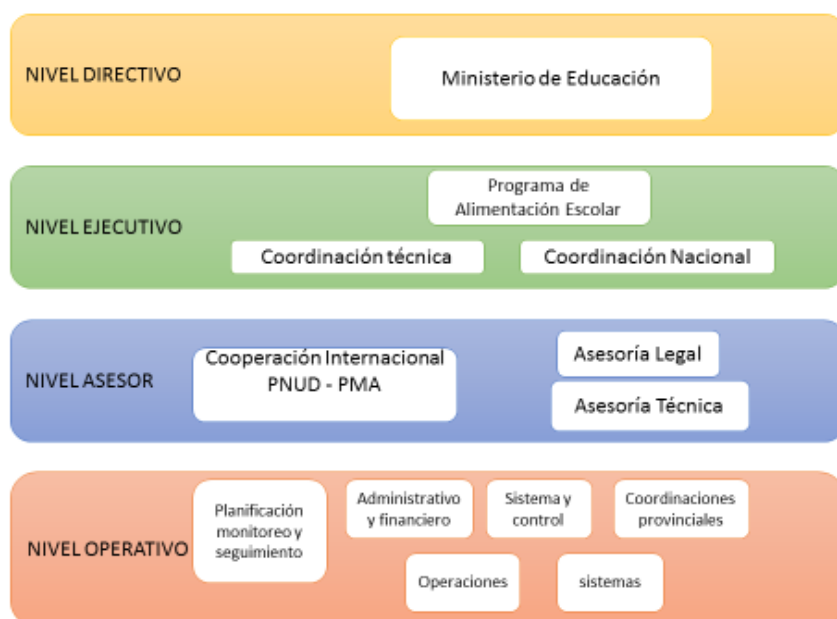 NIVEL DIRECTIVO
Ministerio de Educación
NIVEL EJECUTIVO
Programa de
Alimentación Escolar
Coordinación técnica
Coordinación Nacional
NIVEL ASESOR
Cooperación Internacional
PNUD - PMA
Asesoría Legal
Asesoría Técnica
NIVEL OPERATIVO
Planificación
monitoreo y
seguimiento
Administrativo
y financiero
Sistema y
control
Coordinaciones
provinciales
Operaciones
sistemas